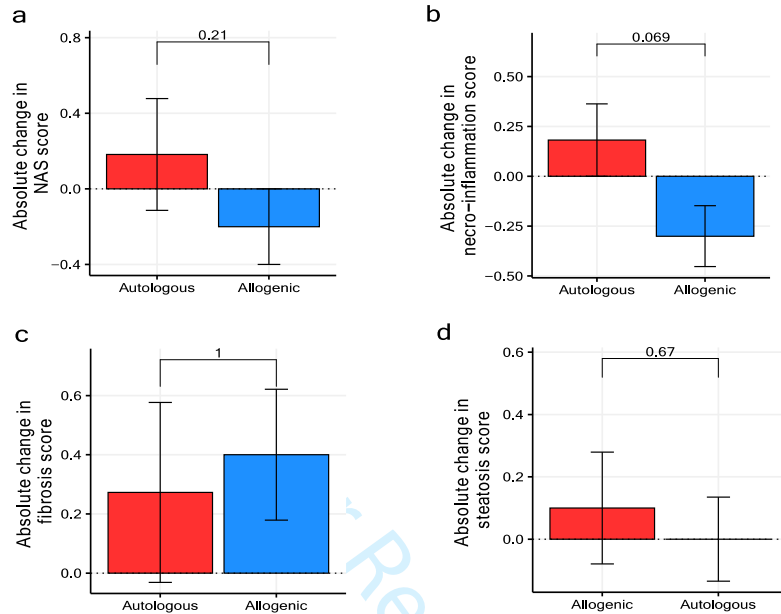 a
0.8
0.4
0.0
−0.4
Absolute change in
NAS score
0.21
Autologous
Allogenic
b
0.50
0.25
0.00
−0.25
−0.50
Absolute change in
necro−inflammation score
0.069
Autologous
Allogenic
c
0.6
0.4
0.2
0.0
Absolute change in
fibrosis score
1
Autologous
Allogenic
d
0.6
0.4
0.2
0.0
Absolute change in
steatosis score
0.67
Allogenic
Autologous
r Re